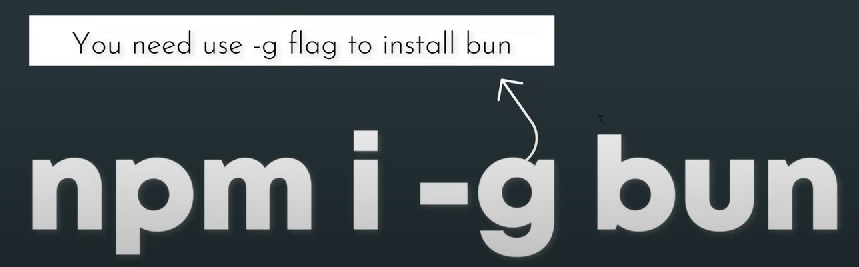 You need use -g flag to install bun
npm i -g bun